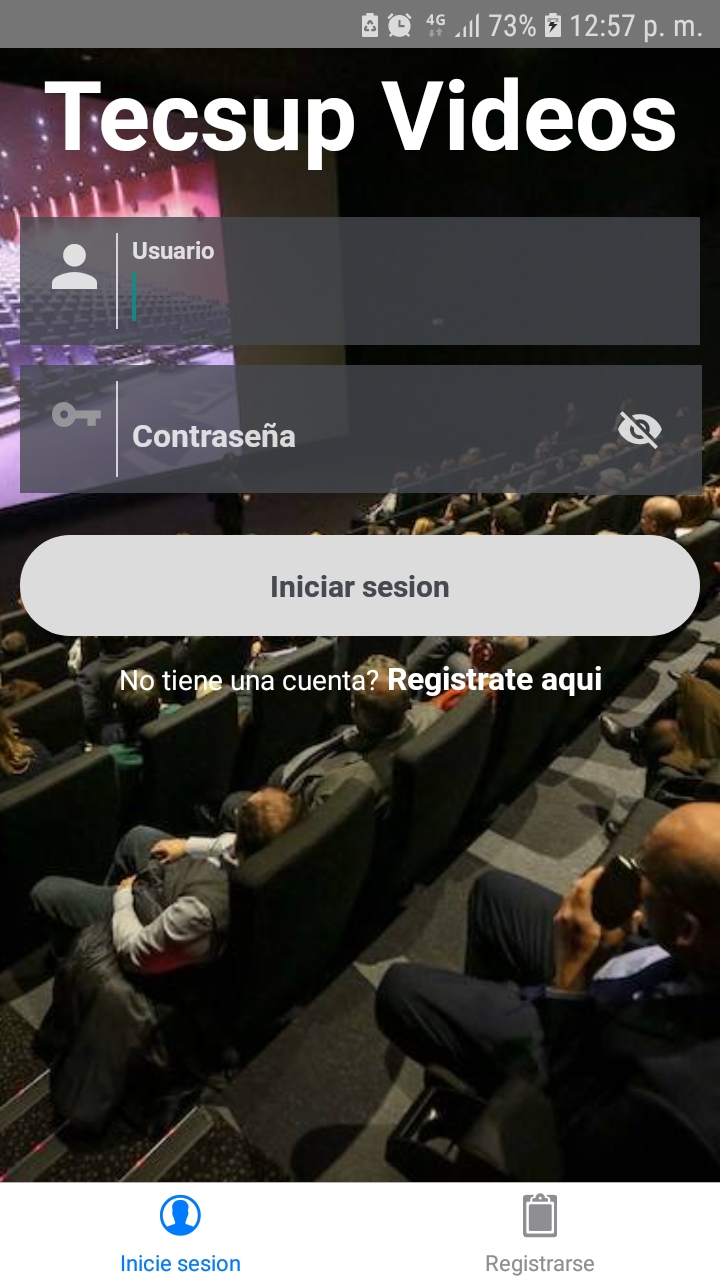 4G 73% 12:57 p. m.
Tecsup Videos
Usuario
Contraseña
Iniciar sesion
No tiene una cuenta? Registrate aqui
Inicie sesion
Registrarse